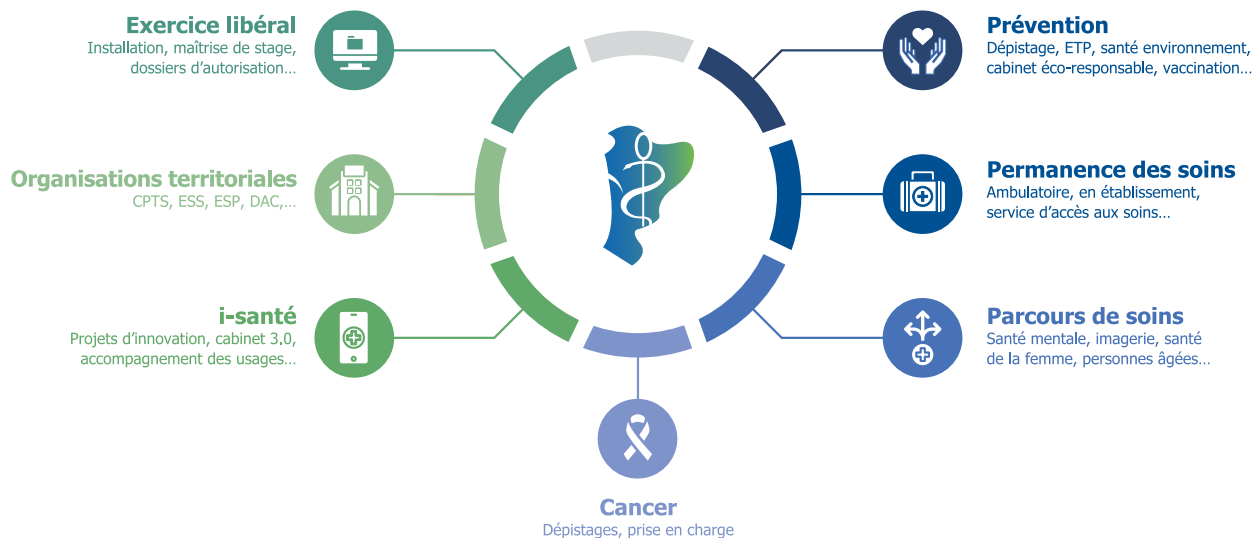 Exercice libéral
Installation, maîtrise de stage,
dossiers d'autorisation…
Organisations territoriales
CPTS, ESS, ESP, DAC,…
i-santé
Projets d'innovation, cabinet 3.0,
accompagnement des usages…
Cancer
Dépistages, prise en charge
Prévention
Dépistage, ETP, santé environnement,
cabinet éco-responsable, vaccination…
Permanence des soins
Ambulatoire, en établissement,
service d'accès aux soins…
Parcours de soins
Santé mentale, imagerie, santé
de la femme, personnes âgées…